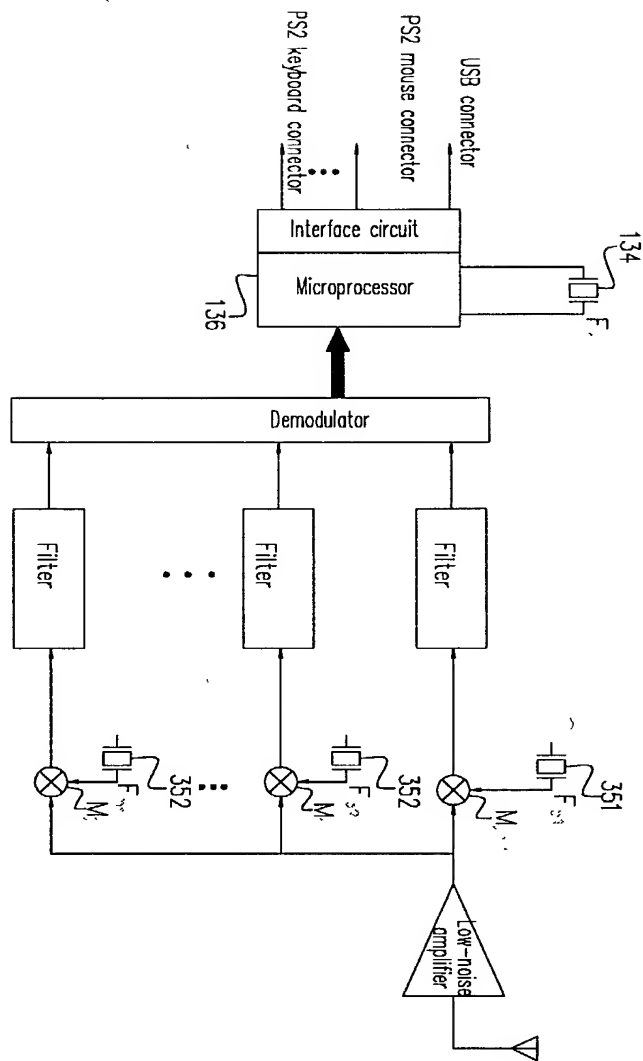 USB connector
PS2 mouse connector
PS2 keyboard connector
Interface circuit
Microprocessor
134
F
136
Demodulator
Filter
Filter
Filter
351
352
352
F
F
F
M
M
M
Low-noise
amplifier